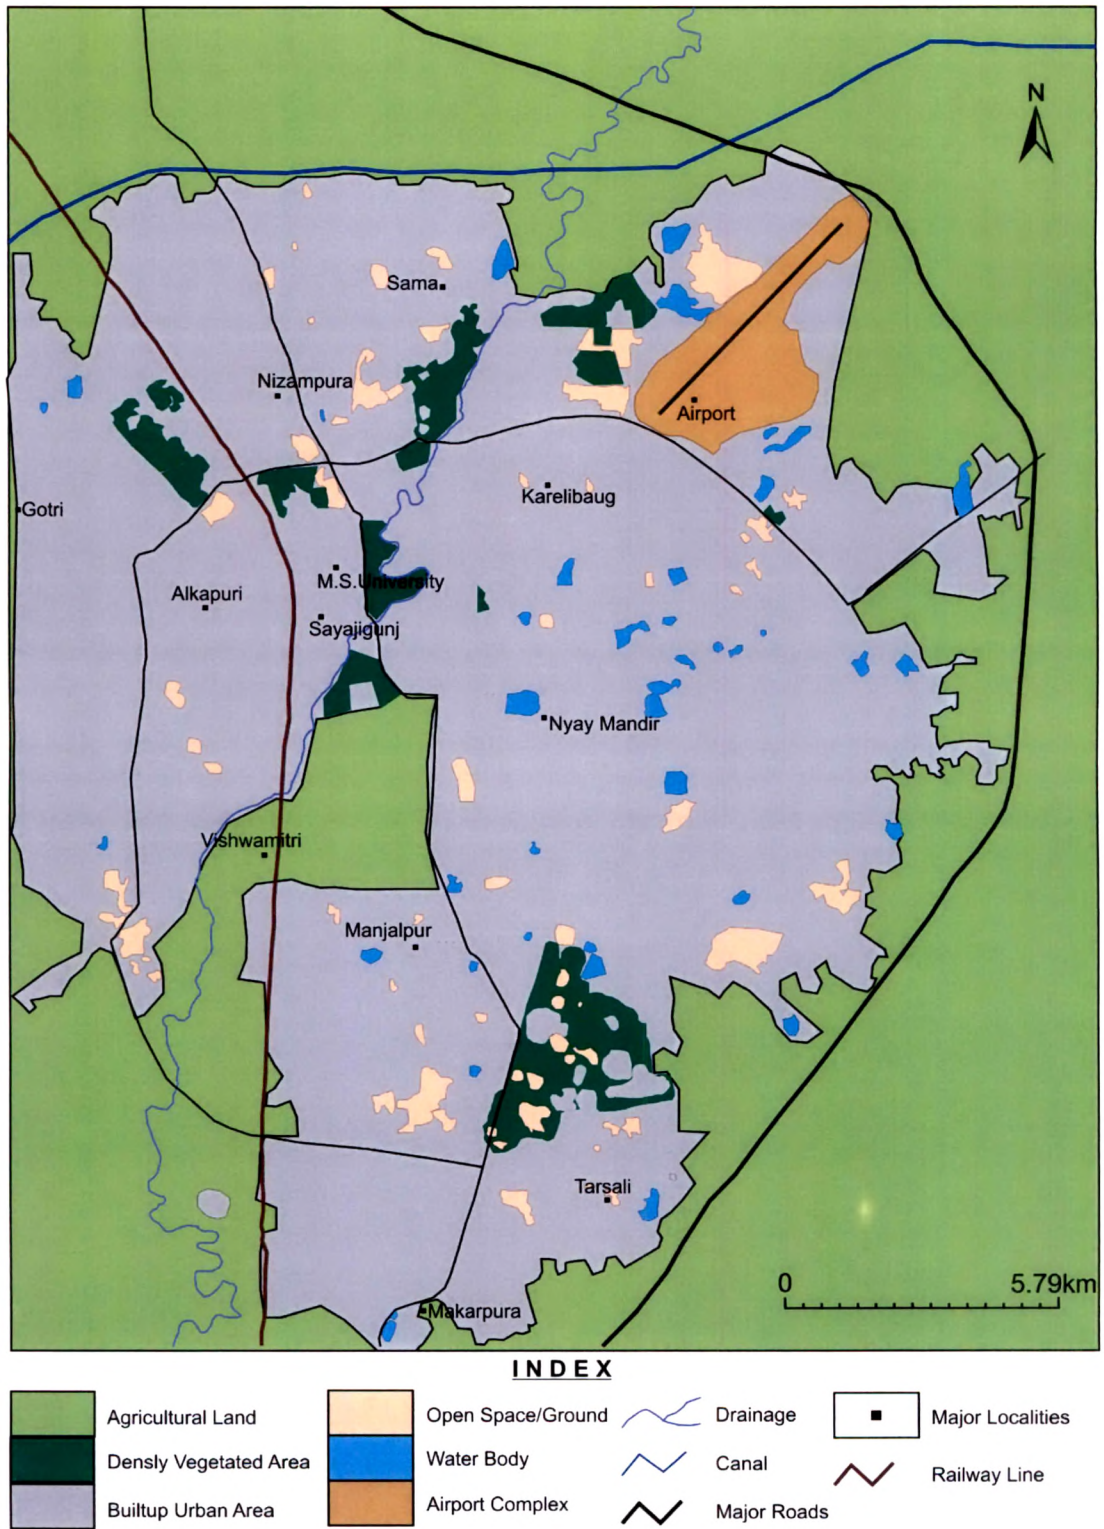 N
Sama
Nizampura
Airport
Karelibaug
Gotri
M.S.University
Alkapuri
Sayajigunj
Nyay Mandir
Vishwamitri
Manjalpur
Tarsali
0 5.79km
Makarpura
INDEX
Agricultural Land
Open Space/Ground
Drainage
Major Localities
Densly Vegetated Area
Water Body
Canal
Railway Line
Builtup Urban Area
Airport Complex
Major Roads